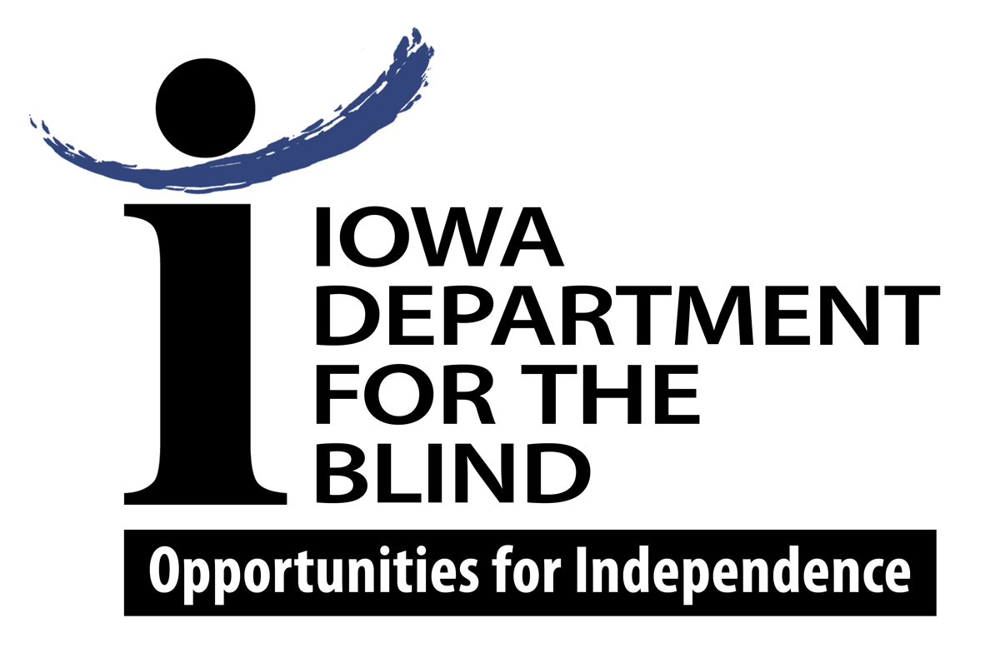 i
IOWA
DEPARTMENT
FOR THE
BLIND
Opportunities for Independence